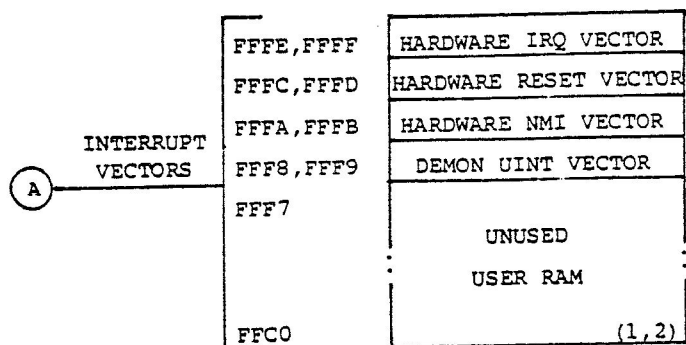 FFFE,FFFF HARDWARE IRQ VECTOR
FFFC,FFFD HARDWARE RESET VECTOR
FFFA,FFFB HARDWARE NMI VECTOR
INTERRUPT
VECTORS
A
FFF8,FFF9 DEMON UINT VECTOR
FFF7
UNUSED
USER RAM
FFC0 (1,2)